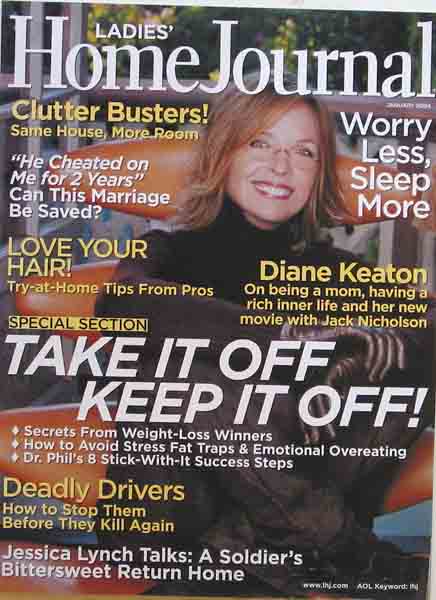 LADIES'
Home Journal
JANUARY 2004
Clutter Busters!
Same House, More Room
Worry
Less,
Sleep
More
"He Cheated on
Me for 2 Years"
Can This Marriage
Be Saved?
LOVE YOUR
HAIR!
Try-at-Home Tips From Pros
Diane Keaton
On being a mom, having a
rich inner life and her new
movie with Jack Nicholson
SPECIAL SECTION
TAKE IT OFF
KEEP IT OFF!
♦ Secrets From Weight-Loss Winners
♦ How to Avoid Stress Fat Traps & Emotional Overeating
♦ Dr. Phil's 8 Stick-With-It Success Steps
Deadly Drivers
How to Stop Them
Before They Kill Again
Jessica Lynch Talks: A Soldier's
Bittersweet Return Home
www.lhj.com AOL Keyword: lhj